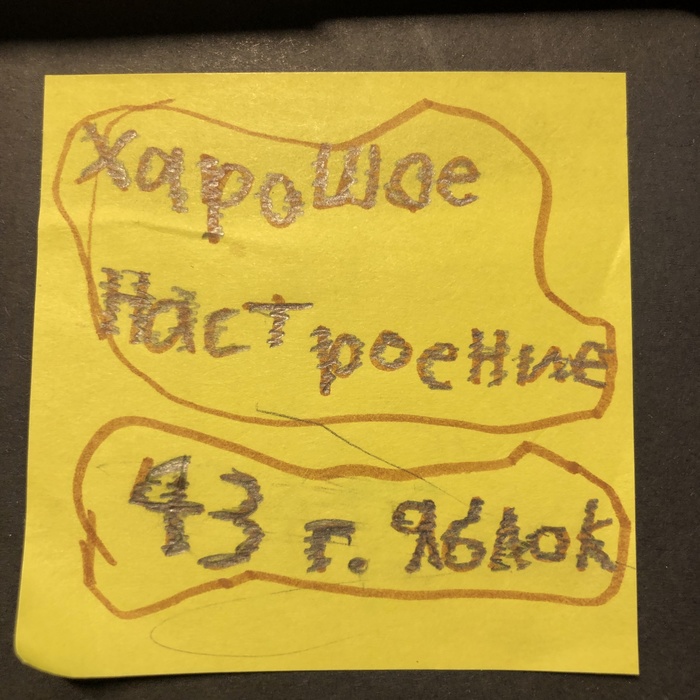 Харошое
Настроение
43 г. яблок